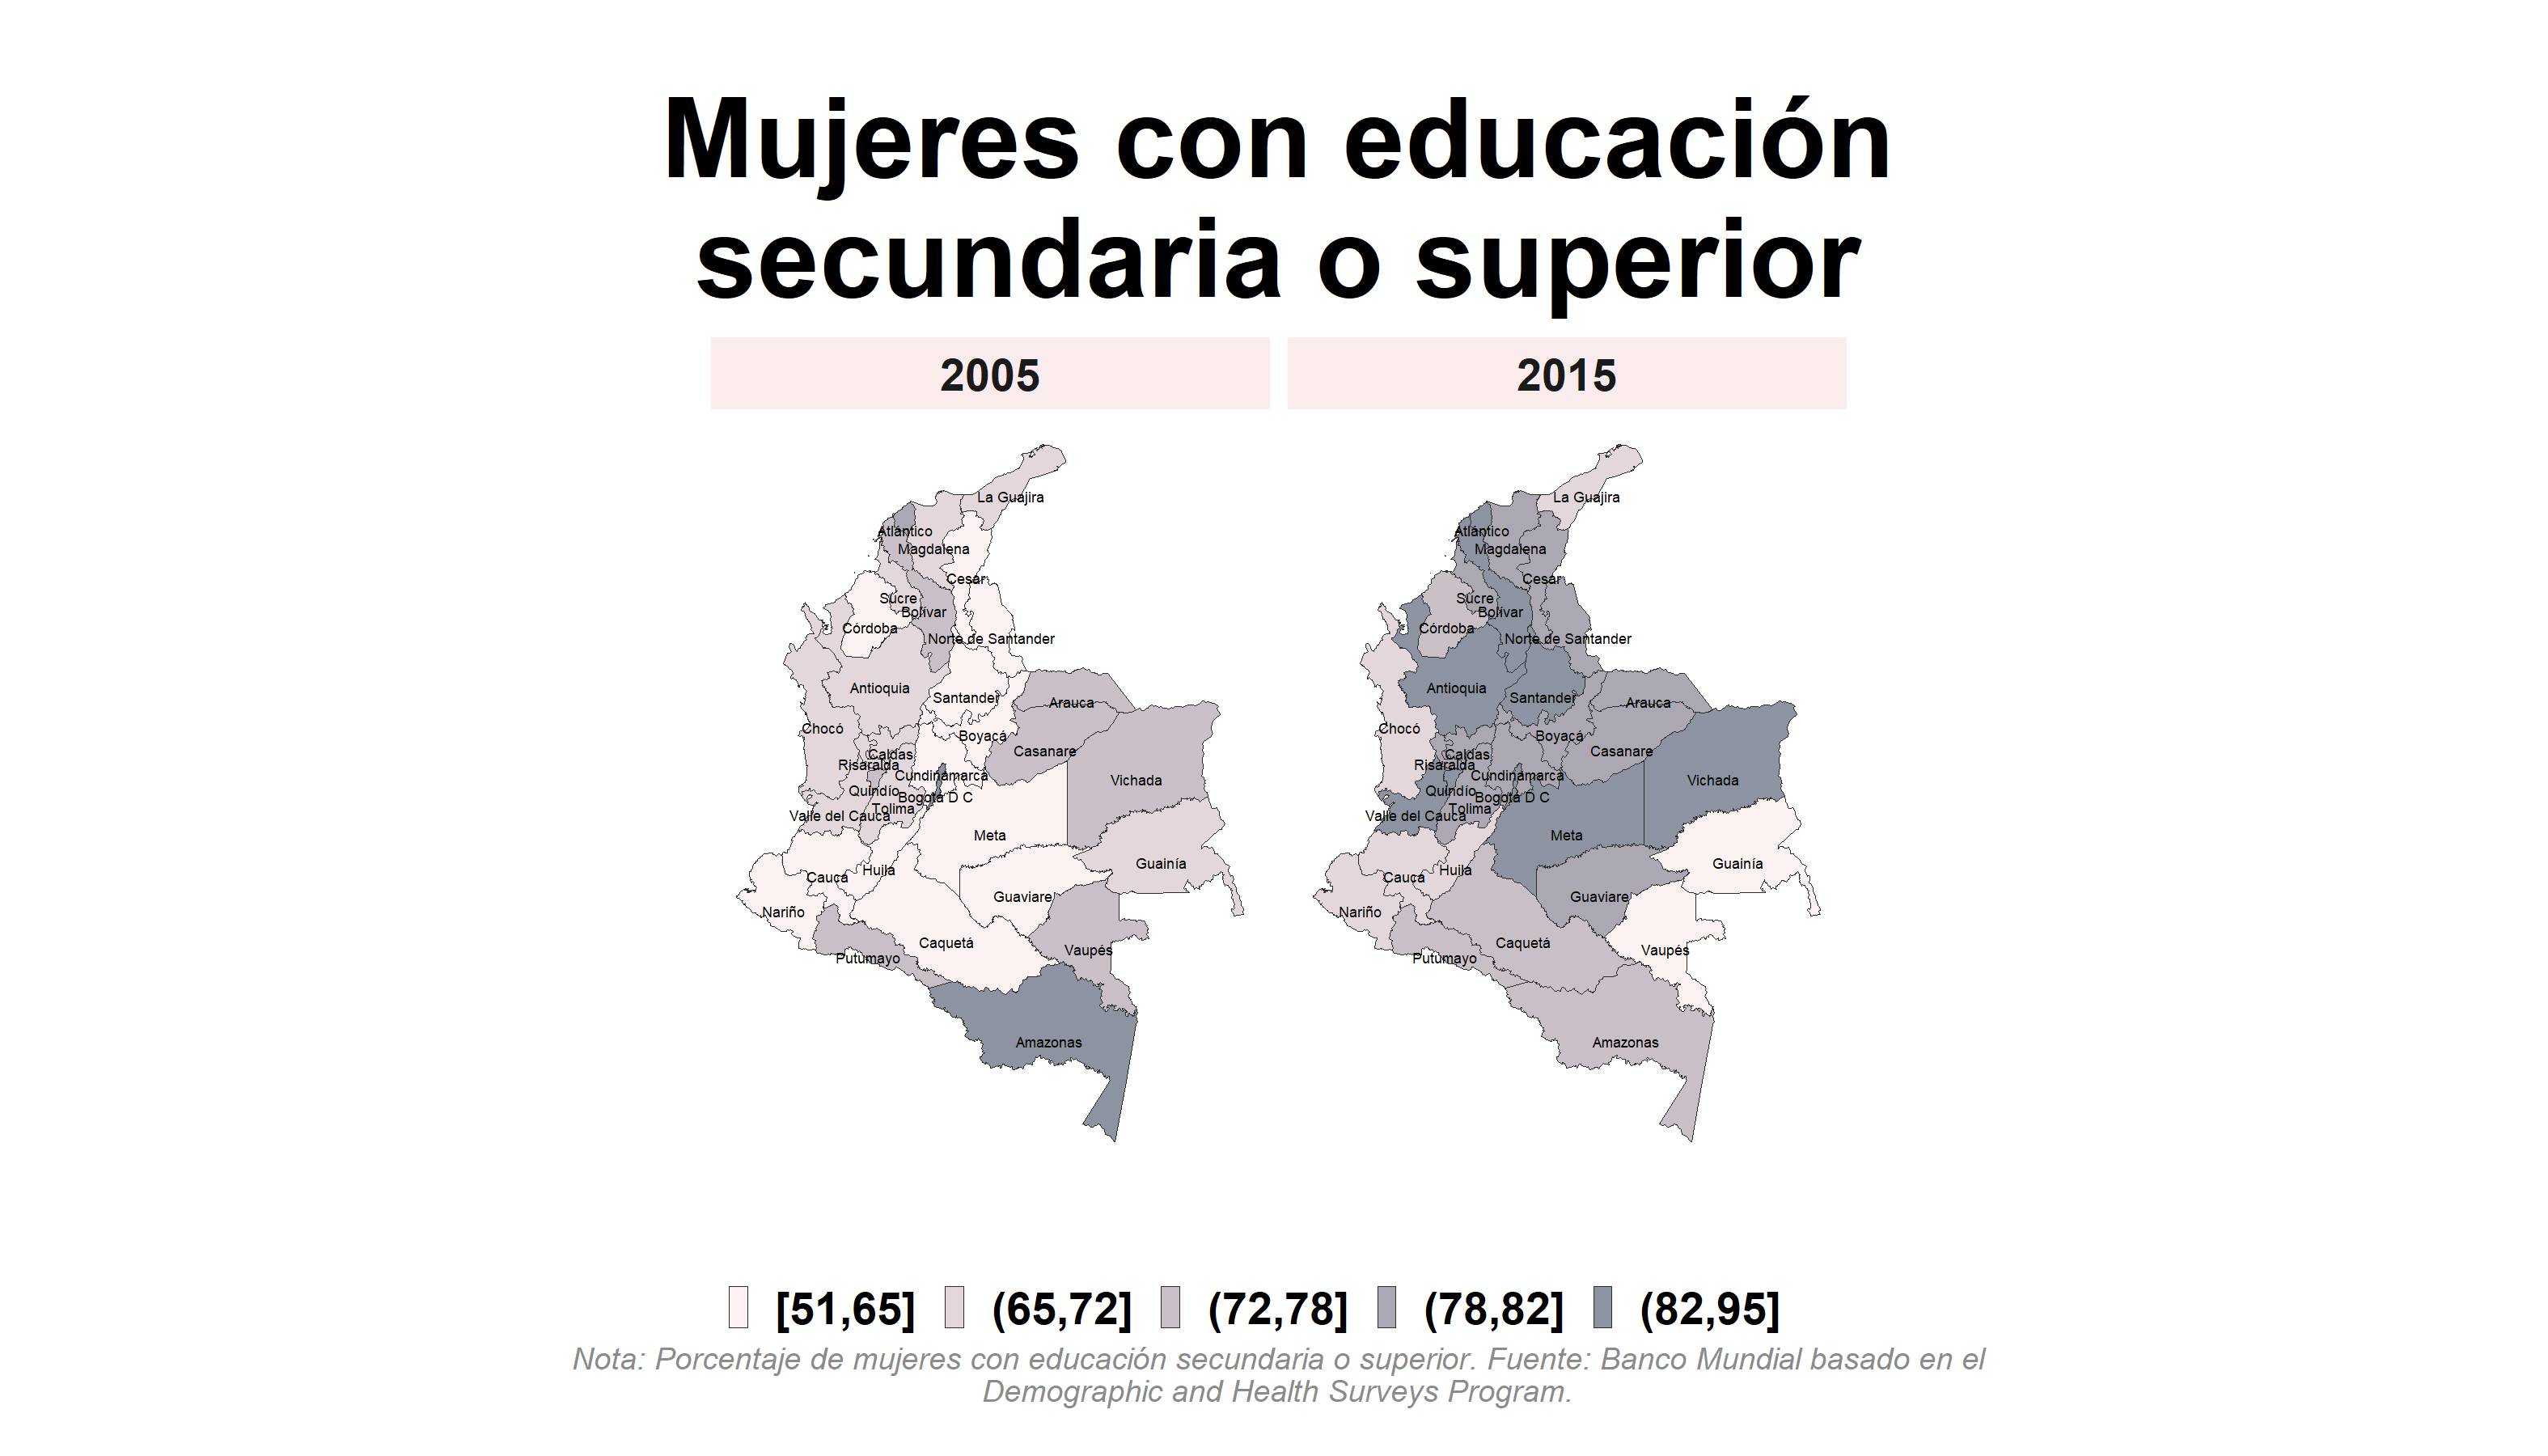 Mujeres con educación
secundaria o superior
2005
2015
La Guajira
Atlántico
Magdalena
Cesar
Sucre
Bolívar
Córdoba
Norte de Santander
Antioquia
Santander
Arauca
Chocó
Boyacá
Casanare
Caldas
Risaralda
Cundinamarca
Vichada
Quindío
Bogotá D C
Tolima
Valle del Cauca
Meta
Guainía
Huila
Cauca
Guaviare
Nariño
Caquetá
Vaupés
Putumayo
Amazonas
La Guajira
Atlántico
Magdalena
Cesar
Sucre
Bolívar
Córdoba
Norte de Santander
Antioquia
Santander
Arauca
Chocó
Boyacá
Casanare
Caldas
Risaralda
Cundinamarca
Vichada
Quindío
Bogotá D C
Tolima
Valle del Cauca
Meta
Guainía
Huila
Cauca
Guaviare
Nariño
Caquetá
Vaupés
Putumayo
Amazonas
[51,65] (65,72] (72,78] (78,82] (82,95]
Nota: Porcentaje de mujeres con educación secundaria o superior. Fuente: Banco Mundial basado en el
Demographic and Health Surveys Program.